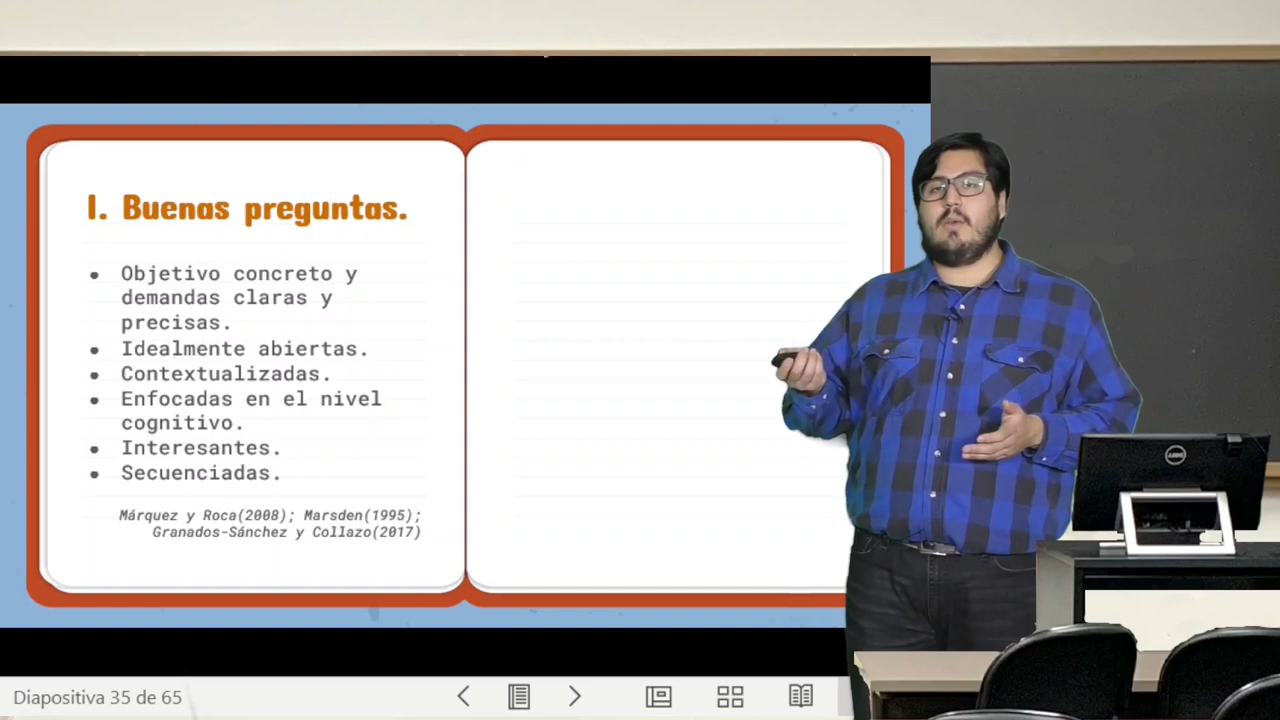 I. Buenas preguntas.
Objetivo concreto y
demandas claras y
precisas.
Idealmente abiertas.
Contextualizadas.
Enfocadas en el nivel
cognitivo.
Interesantes.
Secuenciadas.
Márquez y Roca(2008); Marsden(1995);
Granados-Sánchez y Collazo(2017)
DELL
Diapositiva 35 de 65